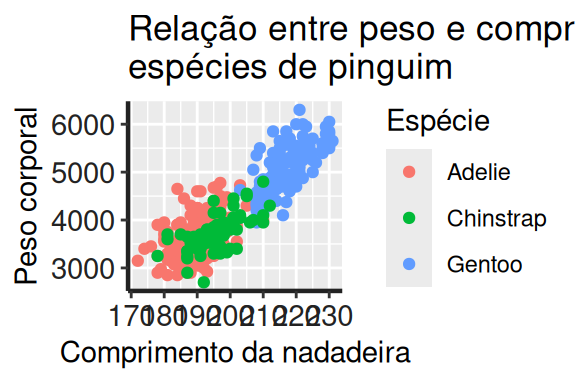 Relação entre peso e compr
espécies de pinguim
Peso corporal
6000
5000
4000
3000
170 180 190 200 210 220 230
Comprimento da nadadeira
Espécie
Adelie
Chinstrap
Gentoo